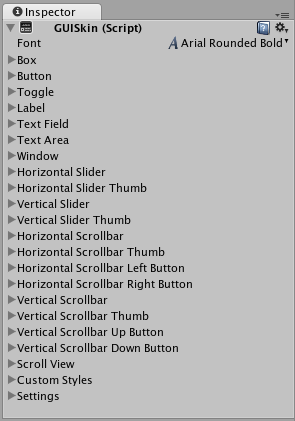 Inspector
GUISkin (Script)
Font Arial Rounded Bold
Box
Button
Toggle
Label
Text Field
Text Area
Window
Horizontal Slider
Horizontal Slider Thumb
Vertical Slider
Vertical Slider Thumb
Horizontal Scrollbar
Horizontal Scrollbar Thumb
Horizontal Scrollbar Left Button
Horizontal Scrollbar Right Button
Vertical Scrollbar
Vertical Scrollbar Thumb
Vertical Scrollbar Up Button
Vertical Scrollbar Down Button
Scroll View
Custom Styles
Settings